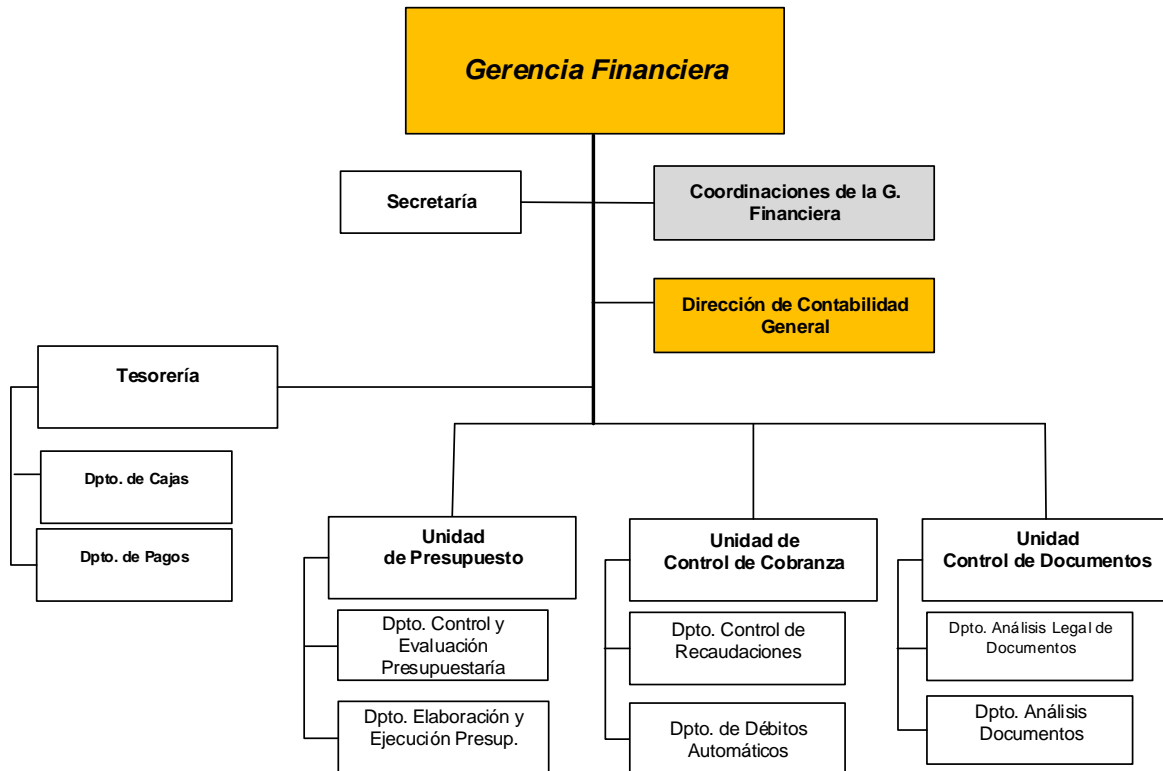 Gerencia Financiera
Secretaría
Coordinaciones de la G.
Financiera
Dirección de Contabilidad
General
Tesorería
Dpto. de Cajas
Dpto. de Pagos
Unidad
de Presupuesto
Dpto. Control y
Evaluación
Presupuestaría
Dpto. Elaboración y
Ejecución Presup.
Unidad de
Control de Cobranza
Dpto. Control de
Recaudaciones
Dpto. de Débitos
Automáticos
Unidad
Control de Documentos
Dpto. Análisis Legal de
Documentos
Dpto. Análisis
Documentos